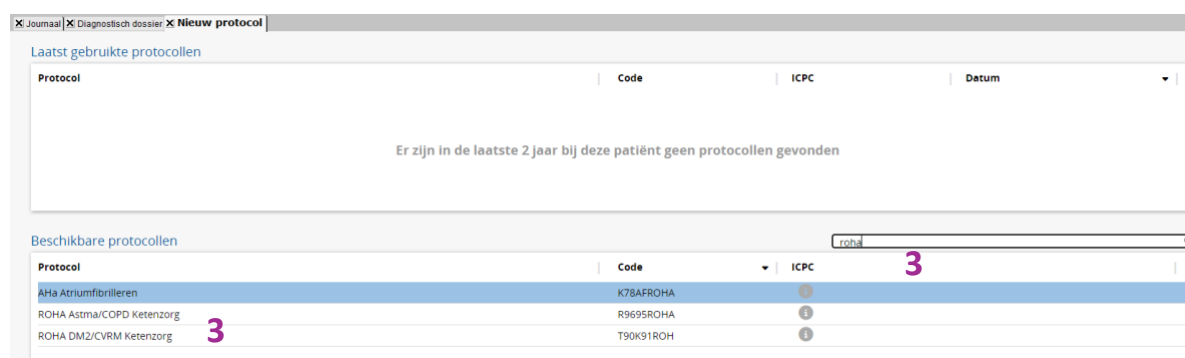 Journaal Diagnostisch dossier Nieuw protocol
Laatst gebruikte protocollen
Protocol Code ICPC Datum
Er zijn in de laatste 2 jaar bij deze patiënt geen protocollen gevonden
Beschikbare protocollen roha
Protocol Code ICPC 3
AHa Atriumfibrilleren K78AFROHA
ROHA Astma/COPD Ketenzorg R9695ROHA
ROHA DM2/CVRM Ketenzorg 3 T90K91ROH